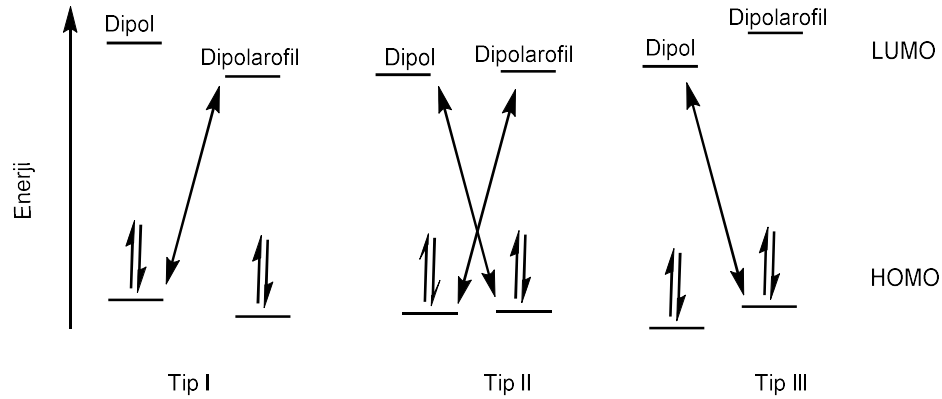 Dipol
Dipolarofil
Dipol
Dipolarofil
Dipol
Dipolarofil
LUMO
Enerji
HOMO
Tip I
Tip II
Tip III